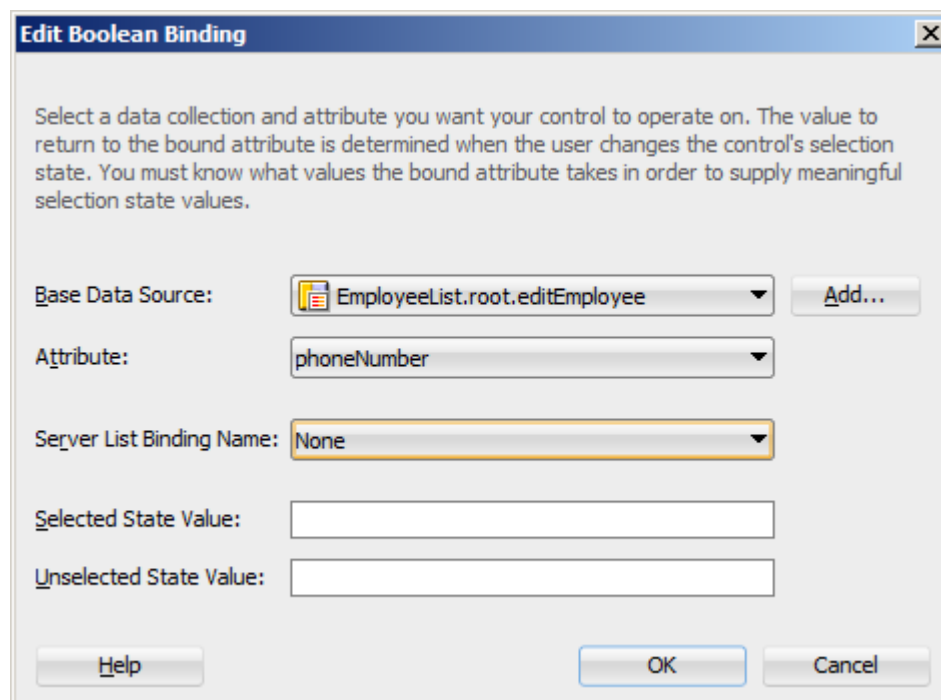 Edit Boolean Binding
Select a data collection and attribute you want your control to operate on. The value to
return to the bound attribute is determined when the user changes the control's selection
state. You must know what values the bound attribute takes in order to supply meaningful
selection state values.
Base Data Source: EmployeeList.root.editEmployee Add...
Attribute: phoneNumber
Server List Binding Name: None
Selected State Value:
Unselected State Value:
Help OK Cancel